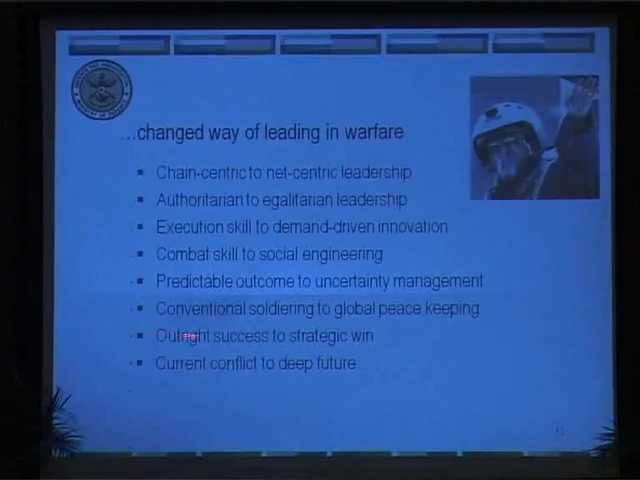 ...changed way of leading in warfare
Chain-centric to net-centric leadership
Authoritarian to egalitarian leadership
Execution skill to demand-driven innovation
Combat skill to social engineering
Predictable outcome to uncertainty management
Conventional soldiering to global peace keeping
Outright success to strategic win
Current conflict to deep future